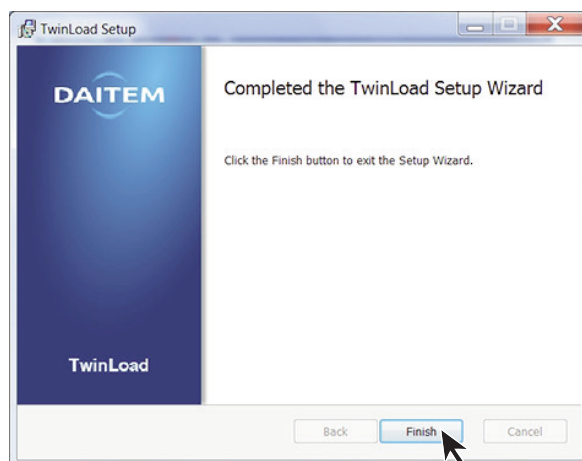 TwinLoad Setup
DAITEM
Completed the TwinLoad Setup Wizard
Click the Finish button to exit the Setup Wizard.
TwinLoad
Back
Finish
Cancel